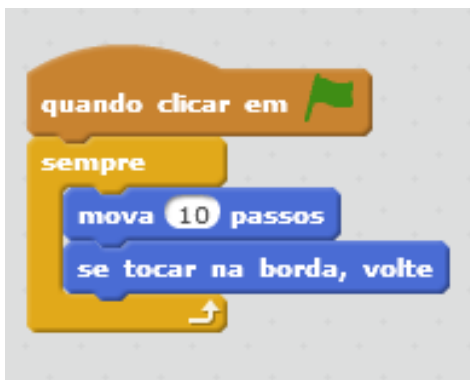 quando clicar em
sempre
mova 10 passos
se tocar na borda, volte